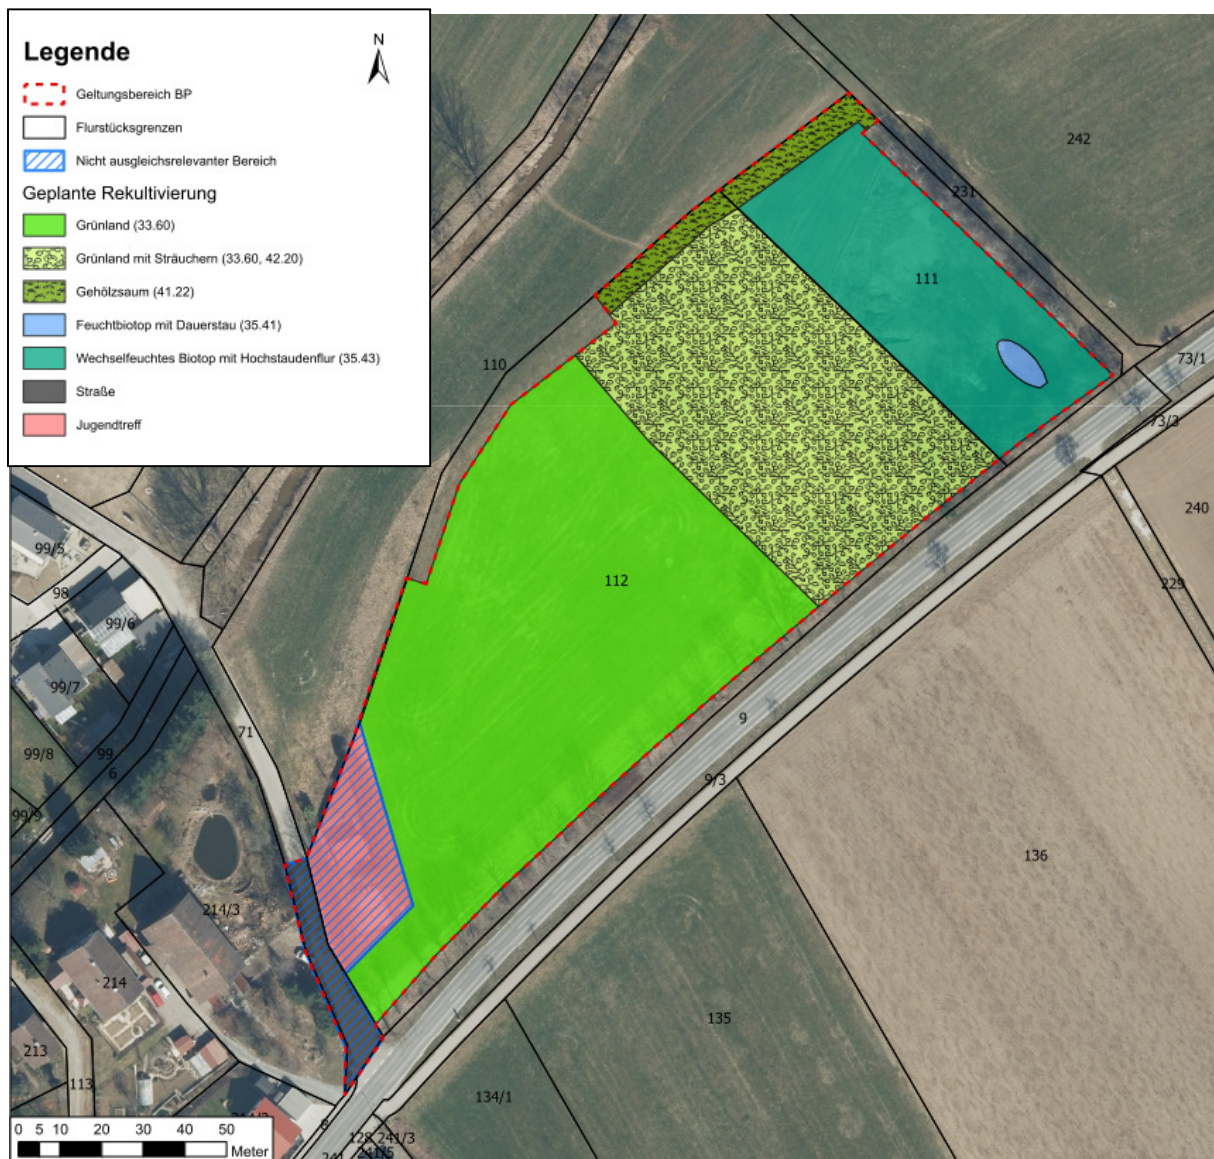 Legende
N
Geltungsbereich BP
Flurstücksgrenzen
Nicht ausgleichsrelevanter Bereich
Geplante Rekultivierung
Grünland (33.60)
Grünland mit Sträuchern (33.60, 42.20)
Gehölzsaum (41.22)
Feuchtbiotop mit Dauerstau (35.41)
Wechselfeuchtes Biotop mit Hochstaudenflur (35.43)
Straße
Jugendtreff
242
231
111
73/1
110
73/3
240
99/5
112
229
98
99/6
99/7
9
71
99/8
99
6
9/3
99/9
136
214/3
214
135
213
113
134/1
8
128 241/3
241
241/5
0 5 10 20 30 40 50
Meter